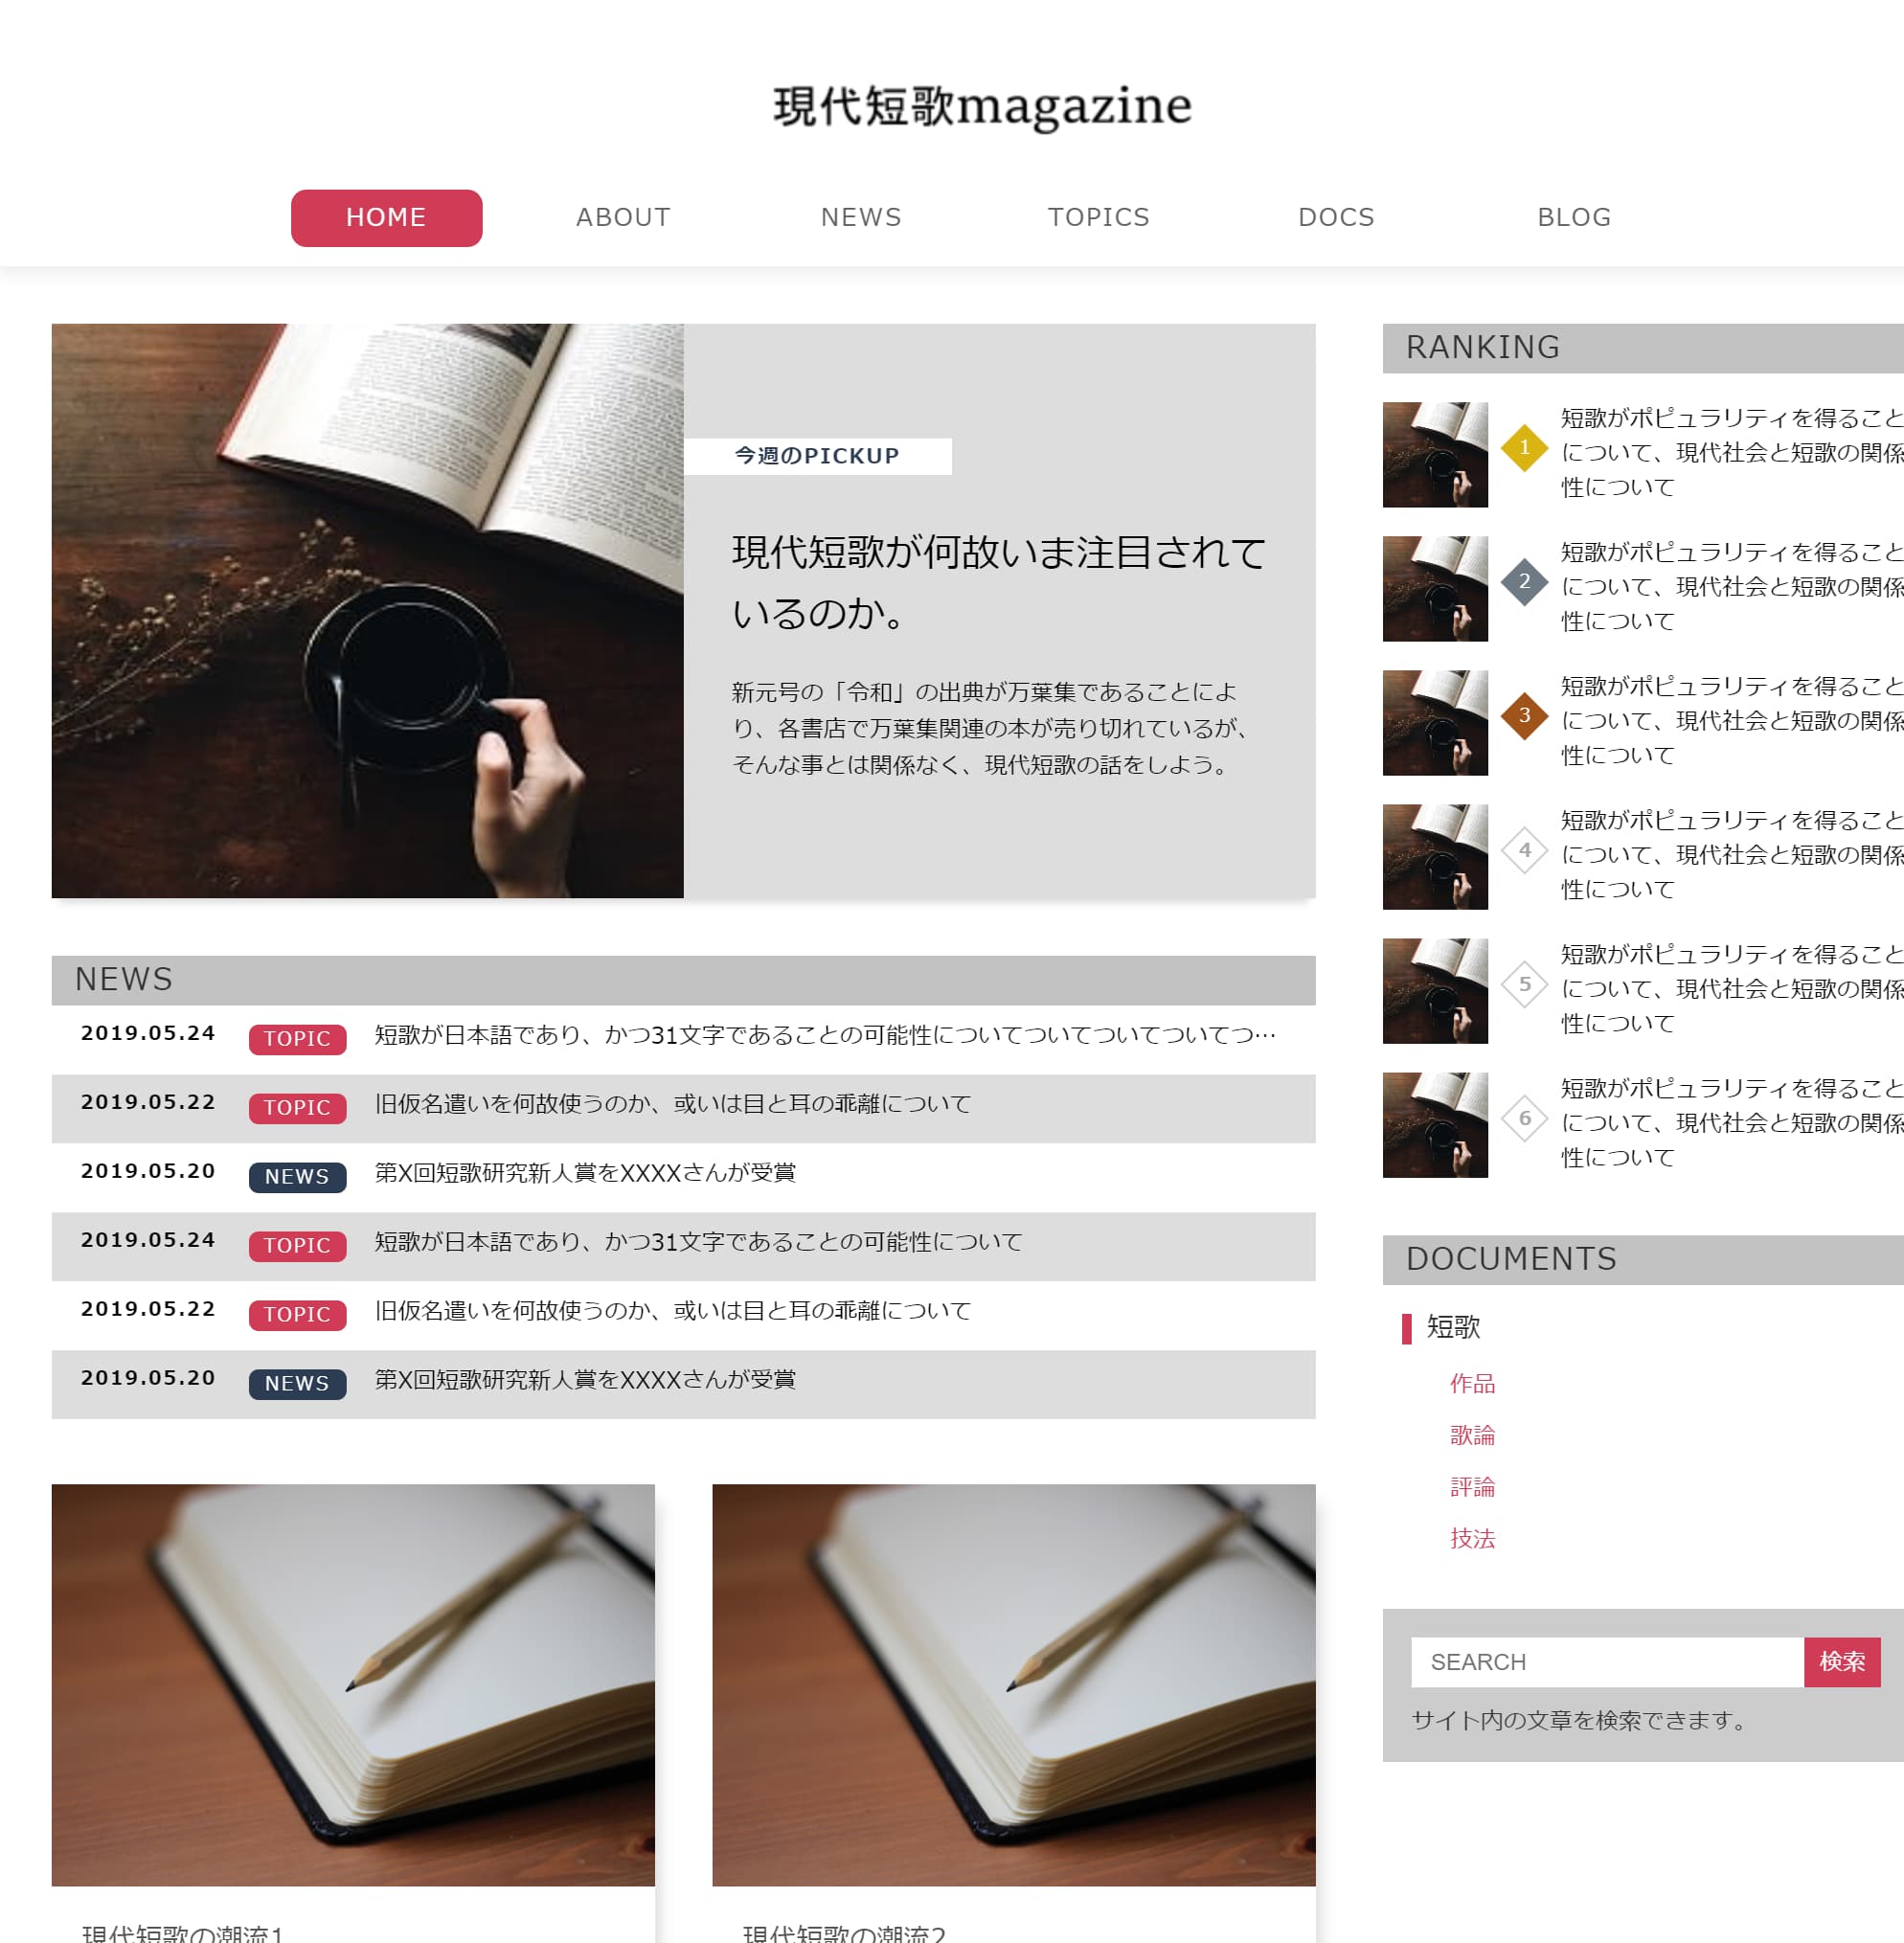 現代短歌magazine
HOME
ABOUT
NEWS
TOPICS
DOCS
BLOG
今週のPICKUP
現代短歌が何故いま注目されて
いるのか。
新元号の「令和」の出典が万葉集であることによ
り、各書店で万葉集関連の本が売り切れているが、
そんな事とは関係なく、現代短歌の話をしよう。
NEWS
2019.05.24 TOPIC 短歌が日本語であり、かつ31文字であることの可能性についてついてついてついてつ…
2019.05.22 TOPIC 旧仮名遣いを何故使うのか、或いは目と耳の乖離について
2019.05.20 NEWS 第X回短歌研究新人賞をXXXXさんが受賞
2019.05.24 TOPIC 短歌が日本語であり、かつ31文字であることの可能性について
2019.05.22 TOPIC 旧仮名遣いを何故使うのか、或いは目と耳の乖離について
2019.05.20 NEWS 第X回短歌研究新人賞をXXXXさんが受賞
現代短歌の潮流1
現代短歌の潮流2
RANKING
1
短歌がポピュラリティを得ること
について、現代社会と短歌の関係
性について
2
短歌がポピュラリティを得ること
について、現代社会と短歌の関係
性について
3
短歌がポピュラリティを得ること
について、現代社会と短歌の関係
性について
4
短歌がポピュラリティを得ること
について、現代社会と短歌の関係
性について
5
短歌がポピュラリティを得ること
について、現代社会と短歌の関係
性について
6
短歌がポピュラリティを得ること
について、現代社会と短歌の関係
性について
DOCUMENTS
短歌
作品
歌論
評論
技法
SEARCH
検索
サイト内の文章を検索できます。